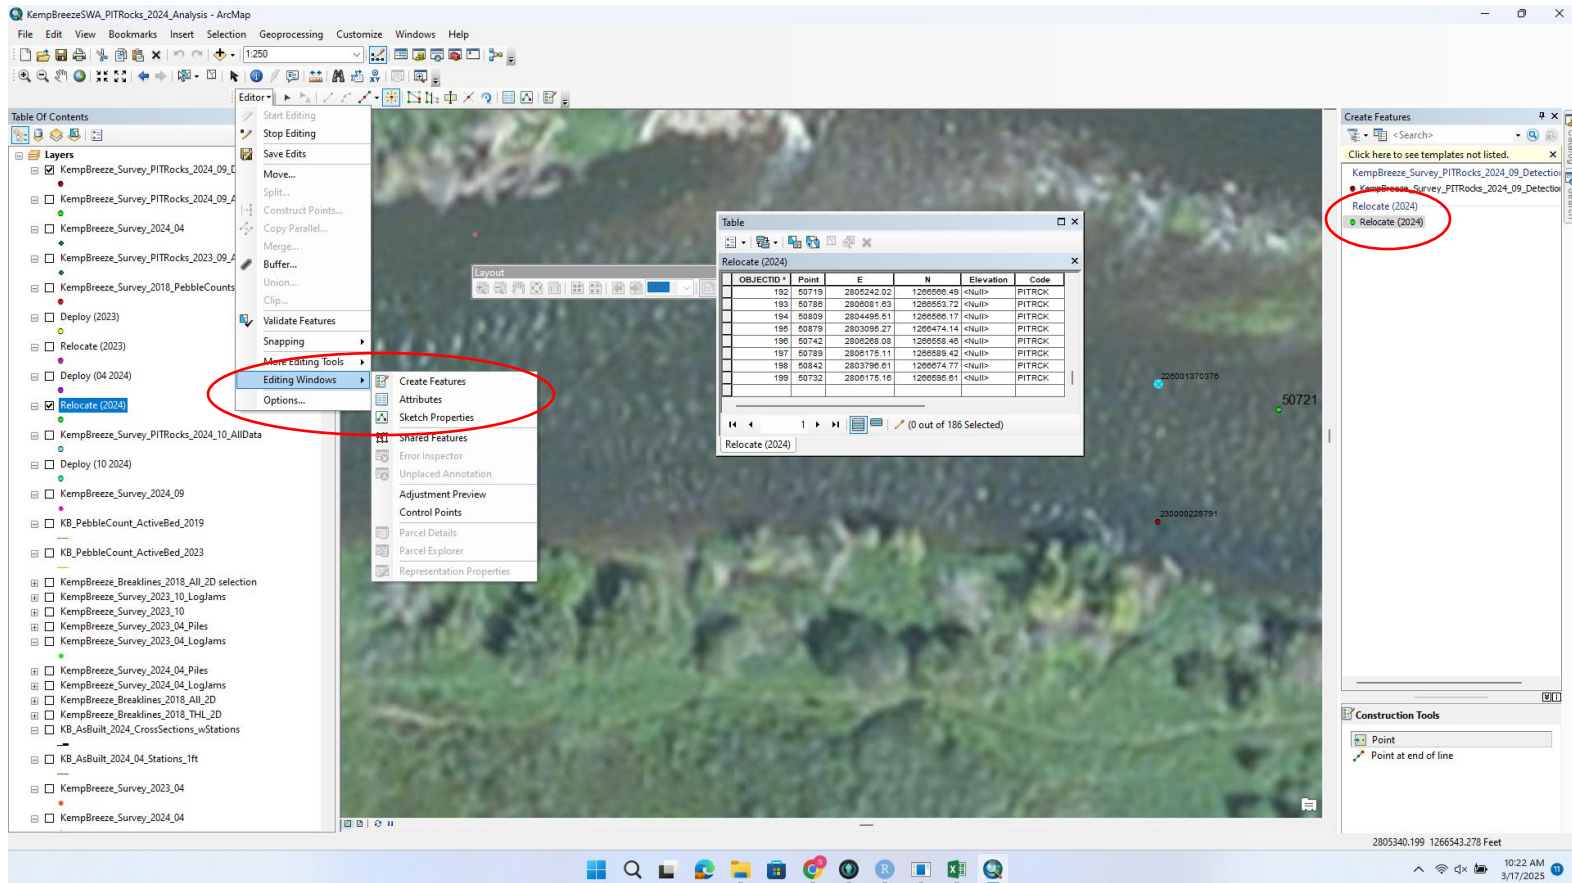 KempBreezeSWA_PITRocks_2024_Analysis - ArcMap
File Edit View Bookmarks Insert Selection Geoprocessing Customize Windows Help
1:250
Editor
Table Of Contents
Layers
KempBreeze_Survey_PITRocks_2024_09_D
KempBreeze_Survey_PITRocks_2024_09_A
KempBreeze_Survey_2024_04
KempBreeze_Survey_PITRocks_2023_09_A
KempBreeze_Survey_2018_PebbleCounts
Deploy (2023)
Relocate (2023)
Deploy (04 2024)
Relocate (2024)
KempBreeze_Survey_PITRocks_2024_10_AllData
Deploy (10 2024)
KempBreeze_Survey_2024_09
KB_PebbleCount_ActiveBed_2019
KB_PebbleCount_ActiveBed_2023
KempBreeze_Breaklines_2018_All_2D selection
KempBreeze_Survey_2023_10_LogJams
KempBreeze_Survey_2023_10
KempBreeze_Survey_2023_04_Piles
KempBreeze_Survey_2023_04_LogJams
KempBreeze_Survey_2024_04_Piles
KempBreeze_Survey_2024_04_LogJams
KempBreeze_Breaklines_2018_All_2D
KempBreeze_Breaklines_2018_THL_2D
KB_AsBuilt_2024_CrossSections_wStations
KB_AsBuilt_2024_04_Stations_1ft
KempBreeze_Survey_2023_04
KempBreeze_Survey_2024_04
Start Editing
Stop Editing
Save Edits
Move...
Split...
Construct Points...
Copy Parallel...
Merge...
Buffer...
Union...
Clip...
Validate Features
Snapping
More Editing Tools
Editing Windows
Options...
Create Features
Attributes
Sketch Properties
Shared Features
Error Inspector
Unplaced Annotation
Adjustment Preview
Control Points
Parcel Details
Parcel Explorer
Representation Properties
Layout
Table
Relocate (2024)
OBJECTID * Point E N Elevation Code
192 50719 2805242.02 1266566.49 <Null> PITRCK
193 50786 2806081.63 1266553.72 <Null> PITRCK
194 50809 2804495.51 1266566.17 <Null> PITRCK
195 50879 2803095.27 1266474.14 <Null> PITRCK
196 50742 2806268.08 1266558.46 <Null> PITRCK
197 50789 2806175.11 1266589.42 <Null> PITRCK
198 50842 2803796.61 1266674.77 <Null> PITRCK
199 50732 2806175.16 1266595.61 <Null> PITRCK
1
(0 out of 186 Selected)
Relocate (2024)
226001370376
50721
230000228791
Create Features
<Search>
Click here to see templates not listed.
KempBreeze_Survey_PITRocks_2024_09_Detection
KempBreeze_Survey_PITRocks_2024_09_Detectio
Relocate (2024)
Relocate (2024)
Catalog
Search
Construction Tools
Point
Point at end of line
2805340.199 1266543.278 Feet
10:22 AM
3/17/2025
11